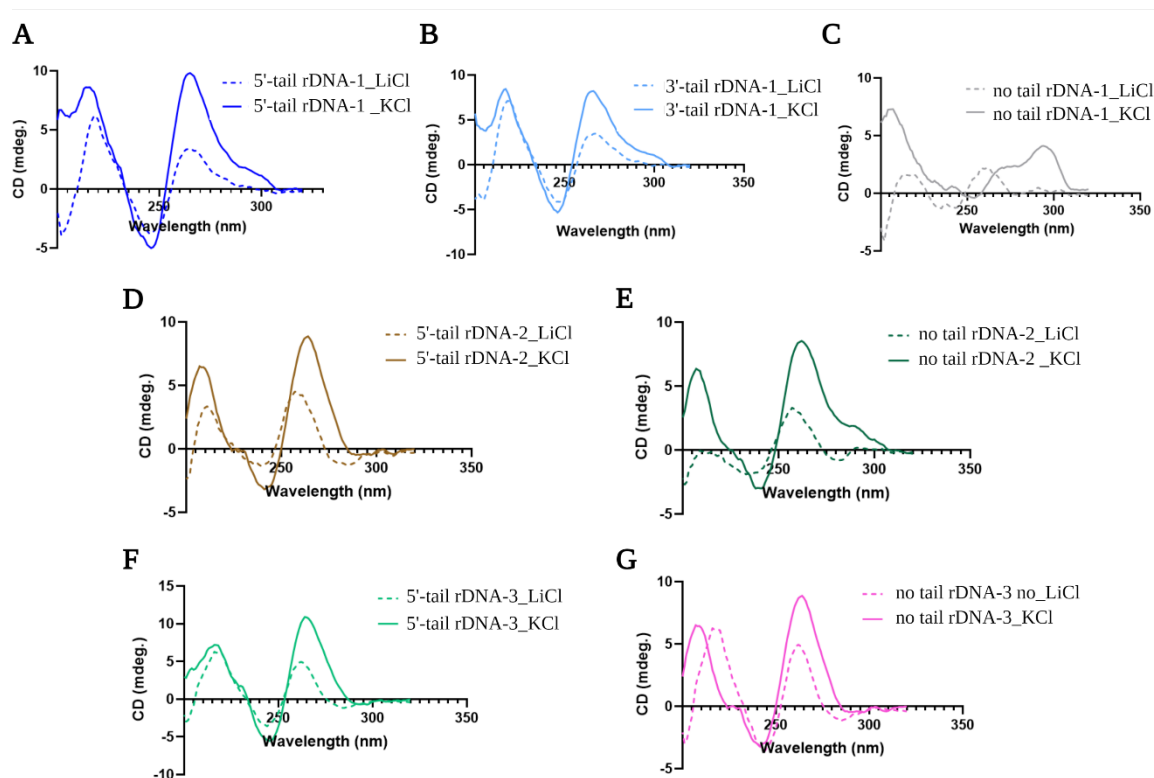 A
B
C
5'-tail rDNA-1_LiCl
5'-tail rDNA-1 _KCl
3'-tail rDNA-1_LiCl
3'-tail rDNA-1_KCl
no tail rDNA-1_LiCl
no tail rDNA-1_KCl
CD (mdeg.)
10
5
0
-5
250
300
Wavelength (nm)
CD (mdeg.)
10
5
0
-5
-10
250
300
350
Wavelength (nm)
CD (mdeg.)
10
5
0
-5
250
300
350
Wavelength (nm)
D
E
5'-tail rDNA-2_LiCl
5'-tail rDNA-2_KCl
no tail rDNA-2_LiCl
no tail rDNA-2 _KCl
CD (mdeg.)
10
5
0
-5
250
300
350
Wavelength (nm)
CD (mdeg.)
10
5
0
-5
250
300
350
Wavelength (nm)
F
G
5'-tail rDNA-3_LiCl
5'-tail rDNA-3_KCl
no tail rDNA-3 no_LiCl
no tail rDNA-3_KCl
CD (mdeg.)
15
10
5
0
-5
-10
250
300
350
Wavelength (nm)
CD (mdeg.)
10
5
0
-5
250
300
350
Wavelength (nm)